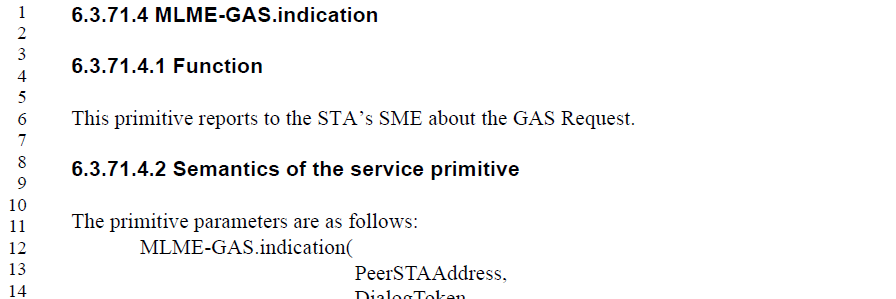 1 6.3.71.4 MLME-GAS.indication
2
3 6.3.71.4.1 Function
4
5
6 This primitive reports to the STA’s SME about the GAS Request.
7
8 6.3.71.4.2 Semantics of the service primitive
9
10
11 The primitive parameters are as follows:
12 MLME-GAS.indication(
13 PeerSTAAddress,
14 DialogToken,